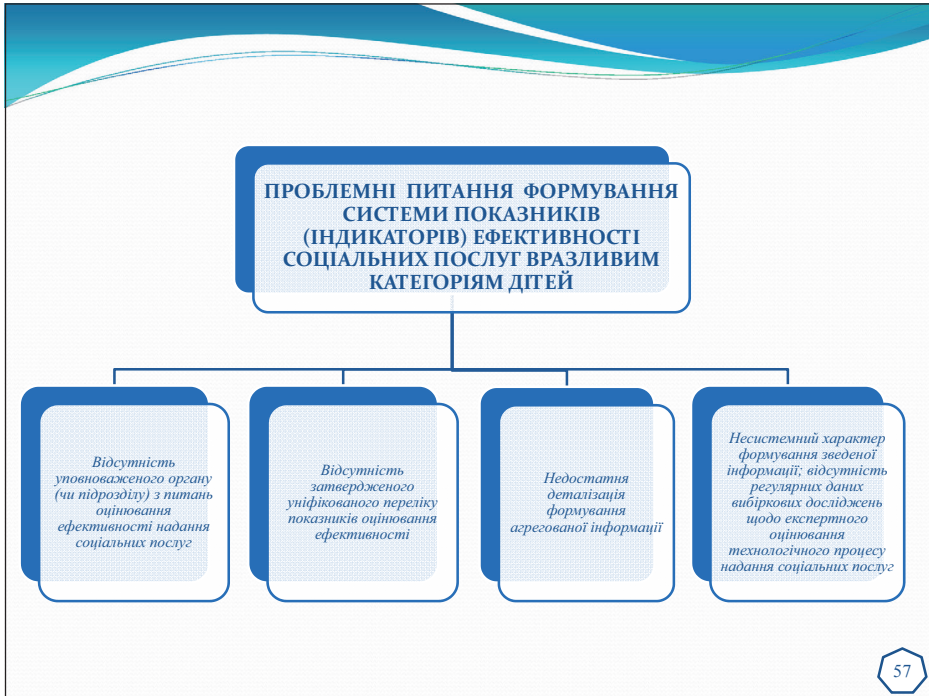 ПРОБЛЕМНІ ПИТАННЯ ФОРМУВАННЯ
СИСТЕМИ ПОКАЗНИКІВ
(ІНДИКАТОРІВ) ЕФЕКТИВНОСТІ
СОЦІАЛЬНИХ ПОСЛУГ ВРАЗЛИВИМ
КАТЕГОРІЯМ ДІТЕЙ
Відсутність
уповноваженого органу
(чи підрозділу) з питань
оцінювання
ефективності надання
соціальних послуг
Відсутність
затвердженого
уніфікованого переліку
показників оцінювання
ефективності
Недостатня
деталізація
формування
агрегованої інформації
Несистемний характер
формування зведеної
інформації; відсутність
регулярних даних
вибіркових досліджень
щодо експертного
оцінювання
технологічного процесу
надання соціальних послуг
57